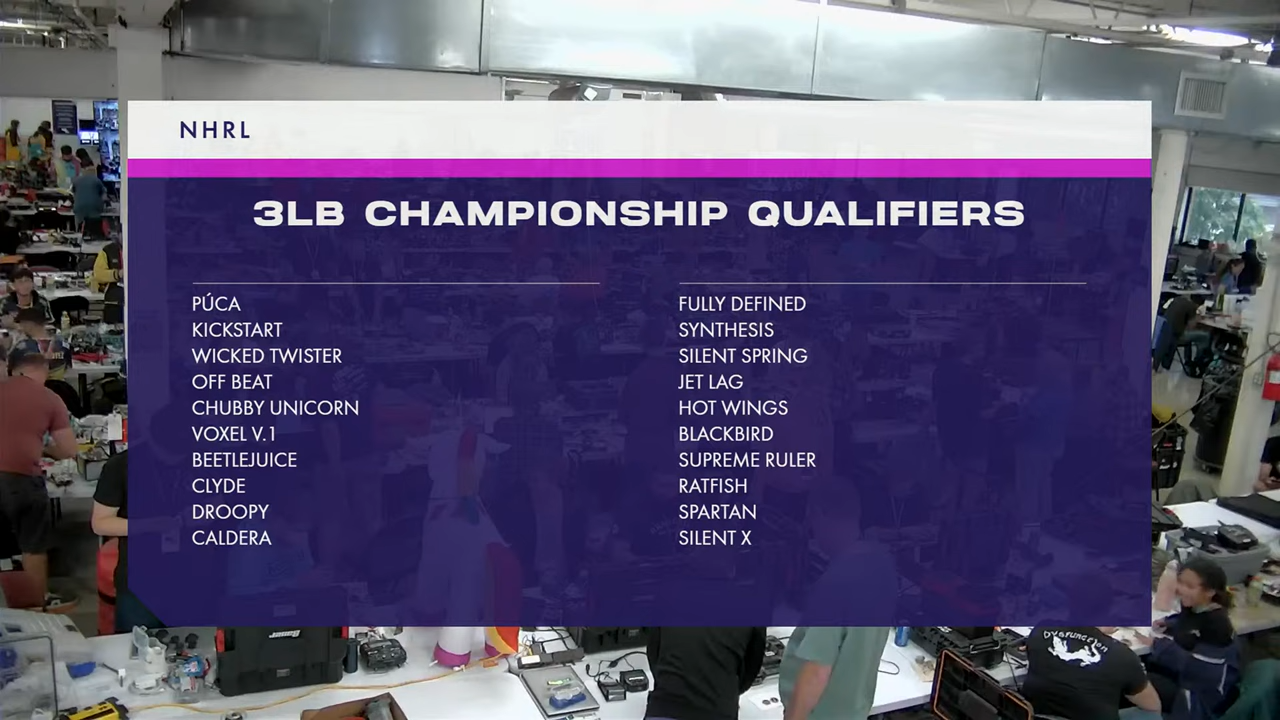 NHRL
3LB CHAMPIONSHIP QUALIFIERS
PÚCA
KICKSTART
WICKED TWISTER
OFF BEAT
CHUBBY UNICORN
VOXEL V.1
BEETLEJUICE
CLYDE
DROOPY
CALDERA
FULLY DEFINED
SYNTHESIS
SILENT SPRING
JET LAG
HOT WINGS
BLACKBIRD
SUPREME RULER
RATFISH
SPARTAN
SILENT X
DYSFUNCTION